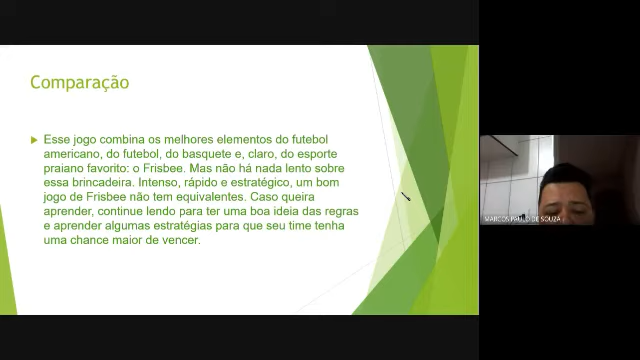 Comparação
Esse jogo combina os melhores elementos do futebol
americano, do futebol, do basquete e, claro, do esporte
praiano favorito: o Frisbee. Mas não há nada lento sobre
essa brincadeira. Intenso, rápido e estratégico, um bom
jogo de Frisbee não tem equivalentes. Caso queira
aprender, continue lendo para ter uma boa ideia das regras
e aprender algumas estratégias para que seu time tenha
uma chance maior de vencer.
MARCOS PAULO DE SOUZA